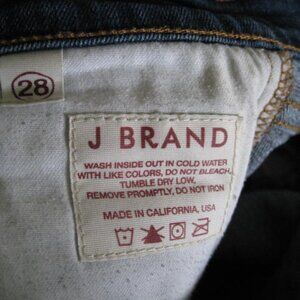 28
J BRAND
WASH INSIDE OUT IN COLD WATER
WITH LIKE COLORS, DO NOT BLEACH,
TUMBLE DRY LOW,
REMOVE PROMPTLY, DO NOT IRON
MADE IN CALIFORNIA, USA